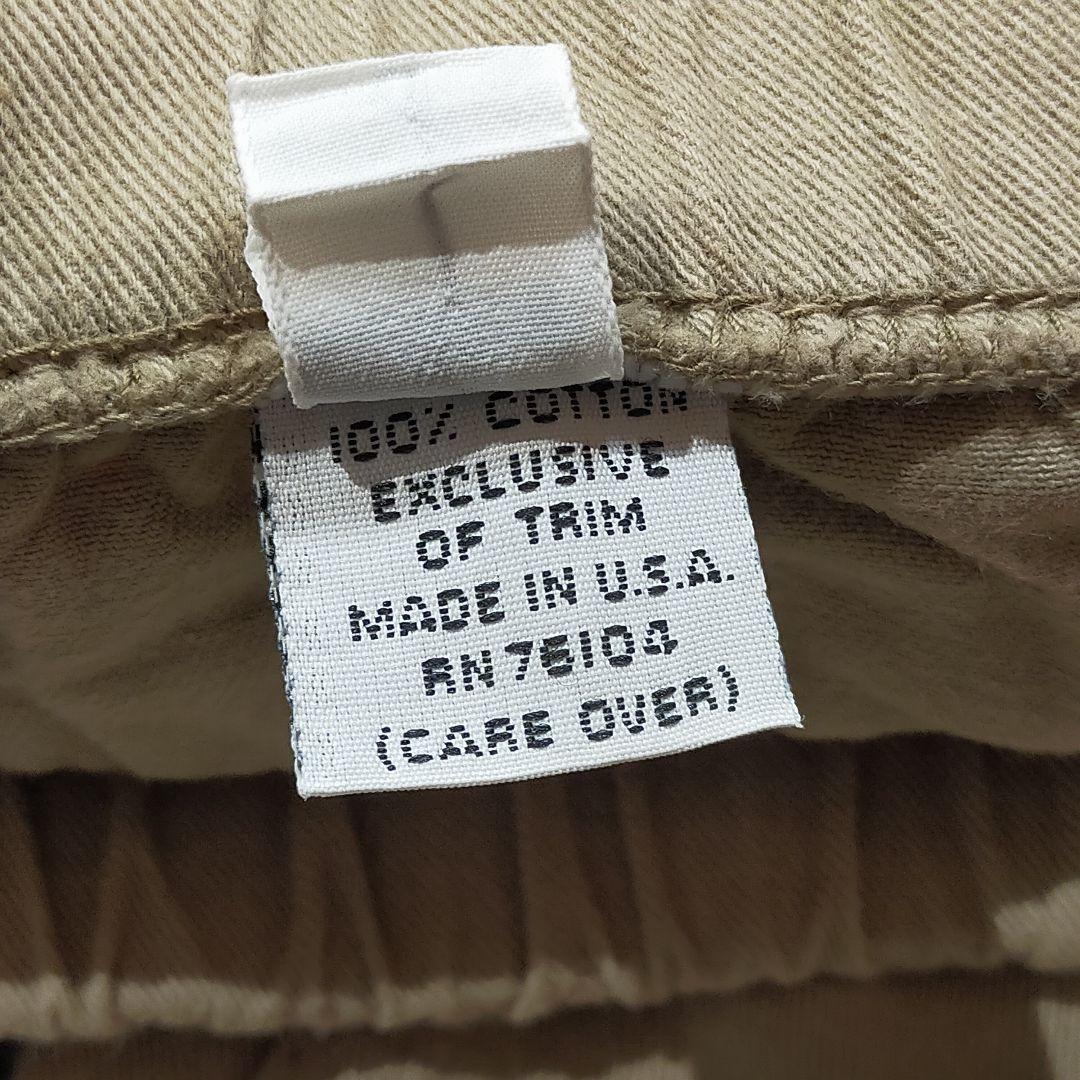 100% COTTON
EXCLUSIVE
OF TRIM
MADE IN U.S.A.
RN 75104
(CARE OVER)